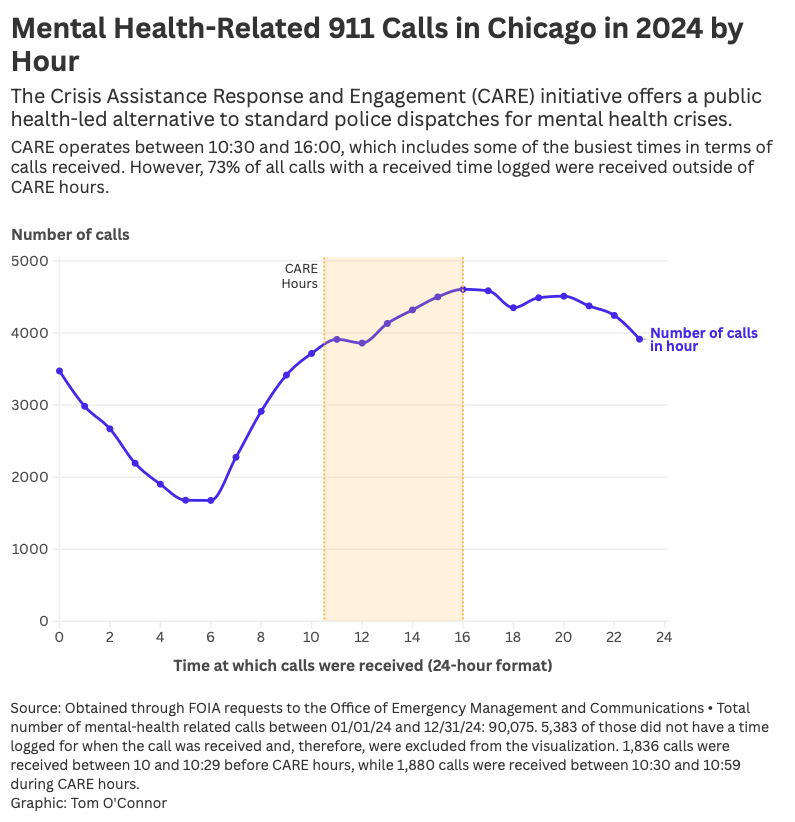 Mental Health-Related 911 Calls in Chicago in 2024 by
Hour
The Crisis Assistance Response and Engagement (CARE) initiative offers a public
health-led alternative to standard police dispatches for mental health crises.
CARE operates between 10:30 and 16:00, which includes some of the busiest times in terms of
calls received. However, 73% of all calls with a received time logged were received outside of
CARE hours.
Number of calls
5000
CARE
Hours
4000
Number of calls
in hour
3000
2000
1000
0
0 2 4 6 8 10 12 14 16 18 20 22 24
Time at which calls were received (24-hour format)
Source: Obtained through FOIA requests to the Office of Emergency Management and Communications • Total
number of mental-health related calls between 01/01/24 and 12/31/24: 90,075. 5,383 of those did not have a time
logged for when the call was received and, therefore, were excluded from the visualization. 1,836 calls were
received between 10 and 10:29 before CARE hours, while 1,880 calls were received between 10:30 and 10:59
during CARE hours.
Graphic: Tom O'Connor